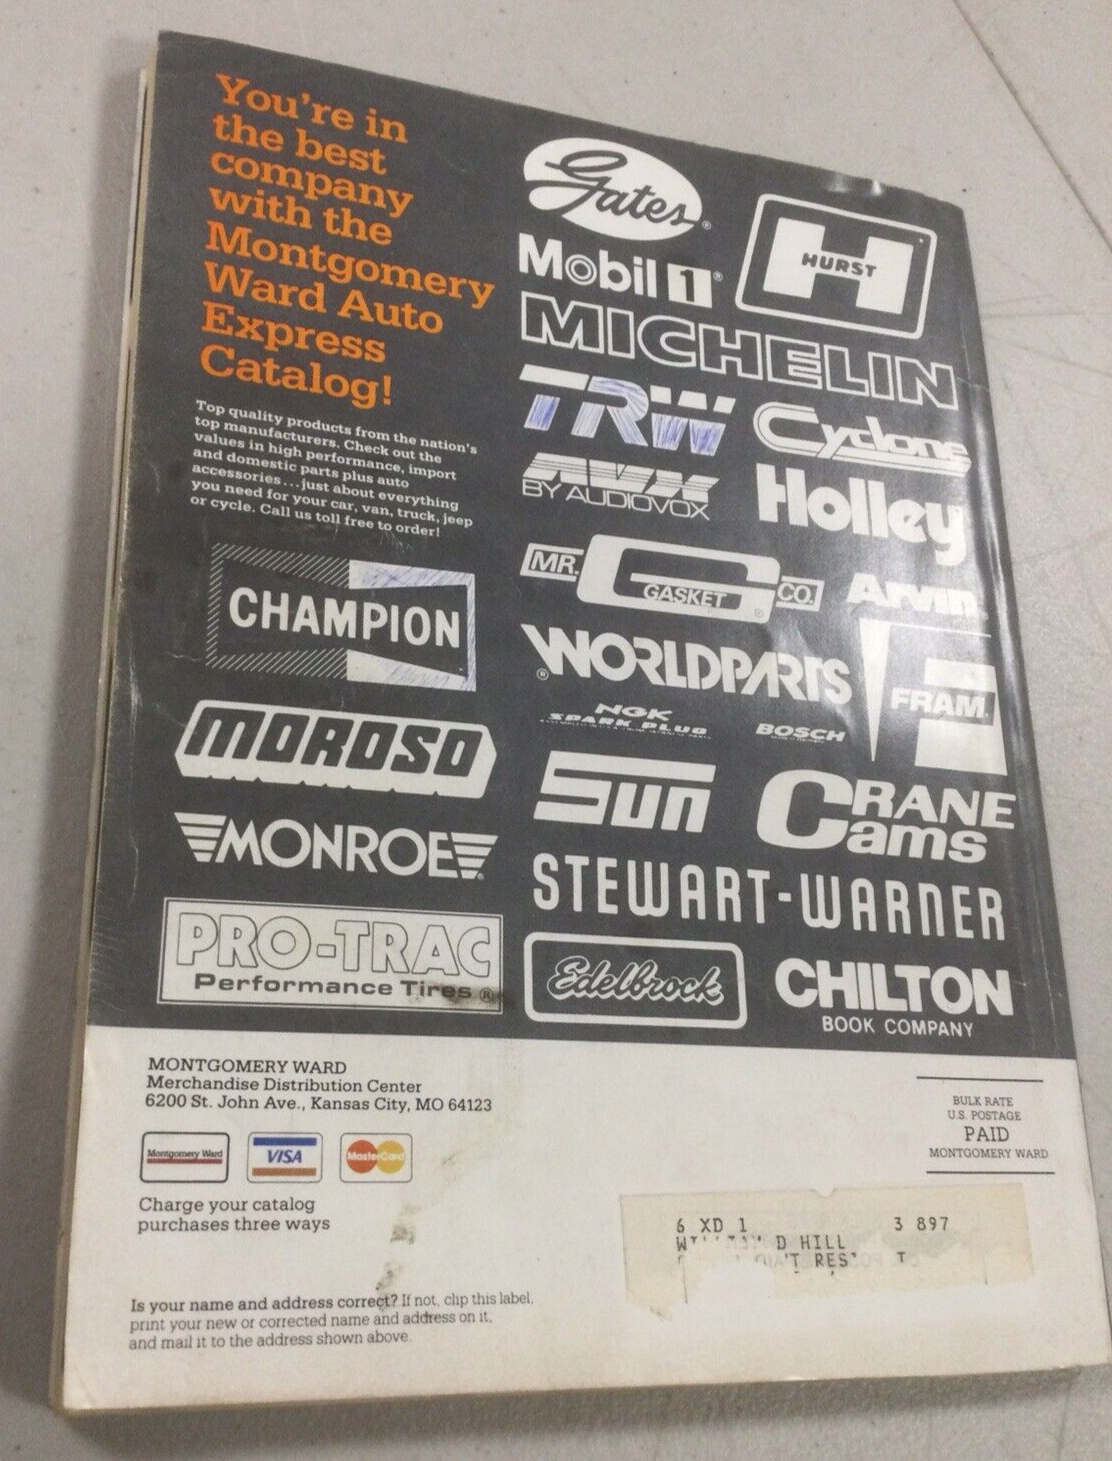 You're in
the best
company
with the
Montgomery
Ward Auto
Express
Catalog!
Top quality products from the nation's
top manufacturers. Check out the
values in high performance, import
and domestic parts plus auto
accessories...just about everything
you need for your car, van, truck, jeep
or cycle. Call us toll free to order!
CHAMPION
MOROSO
MONROE
PRO-TRAC
Performance Tires ®
Gates®
HURST
Mobil 1®
MICHELIN
TRW
Cyclone
AVX
BY AUDIOVOX
Holley
MR. GASKET CO.
Arvin
WORLDPARTS
FRAM
NGK
SPARK PLUG
BOSCH
Sun
CRANE
Cams
STEWART-WARNER
Edelbrock
CHILTON
BOOK COMPANY
MONTGOMERY WARD
Merchandise Distribution Center
6200 St. John Ave., Kansas City, MO 64123
Montgomery Ward
VISA
MasterCard
Charge your catalog
purchases three ways
BULK RATE
U.S. POSTAGE
PAID
MONTGOMERY WARD
6 XD 1 3 897
D HILL
Is your name and address correct? If not, clip this label,
print your new or corrected name and address on it,
and mail it to the address shown above.